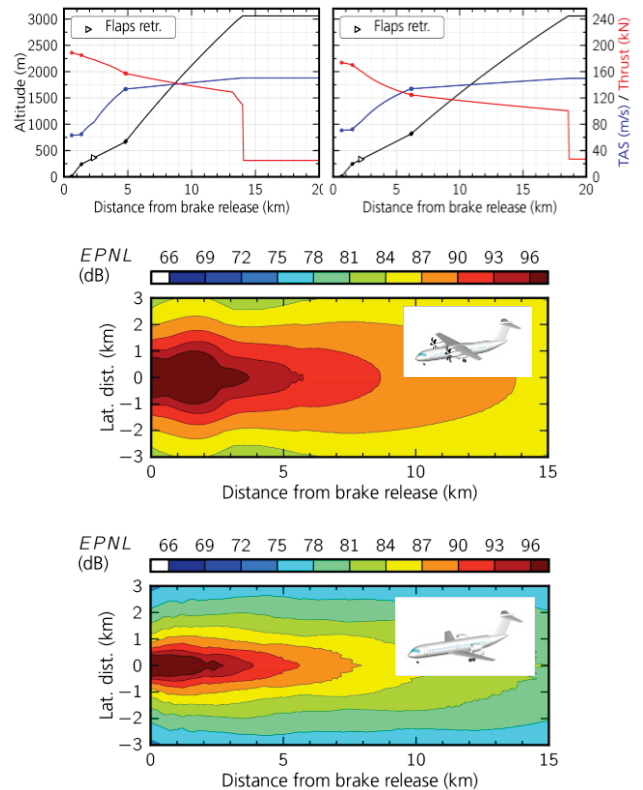 3000
2500
2000
1500
1000
500
0
Altitude (m)
Flaps retr.
0 5 10 15 20
Distance from brake release (km)
Flaps retr.
240
200
160
120
80
40
0
TAS (m/s) / Thrust (kN)
0 5 10 15 20
Distance from brake release (km)
EPNL (dB)
66 69 72 75 78 81 84 87 90 93 96
3
2
1
0
−1
−2
−3
Lat. dist. (km)
0 5 10 15
Distance from brake release (km)
EPNL (dB)
66 69 72 75 78 81 84 87 90 93 96
3
2
1
0
−1
−2
−3
Lat. dist. (km)
0 5 10 15
Distance from brake release (km)